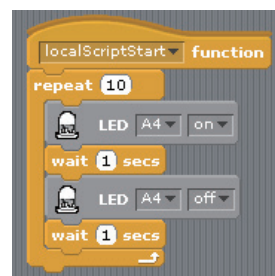 localScriptStart function
repeat 10
LED A4 on
wait 1 secs
LED A4 off
wait 1 secs